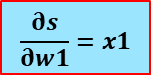 ∂s/∂w1 = x1